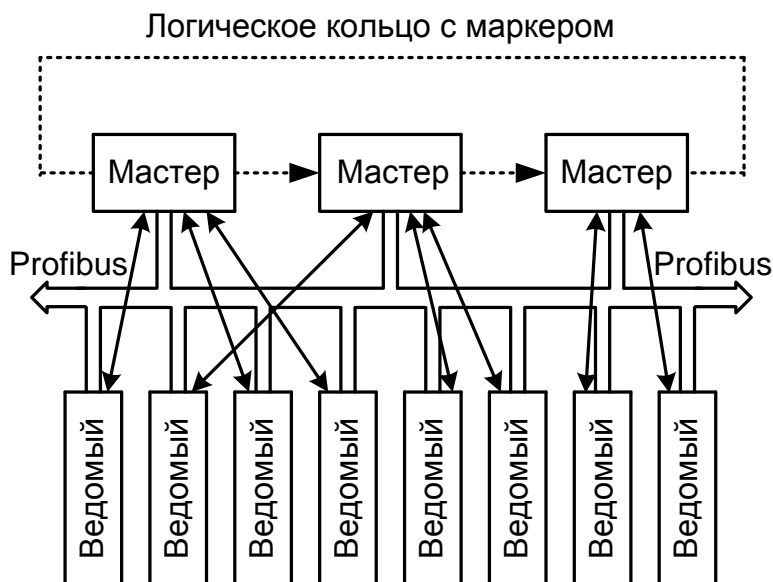 Логическое кольцо с маркером
Мастер
Мастер
Мастер
Profibus
Profibus
Ведомый
Ведомый
Ведомый
Ведомый
Ведомый
Ведомый
Ведомый
Ведомый